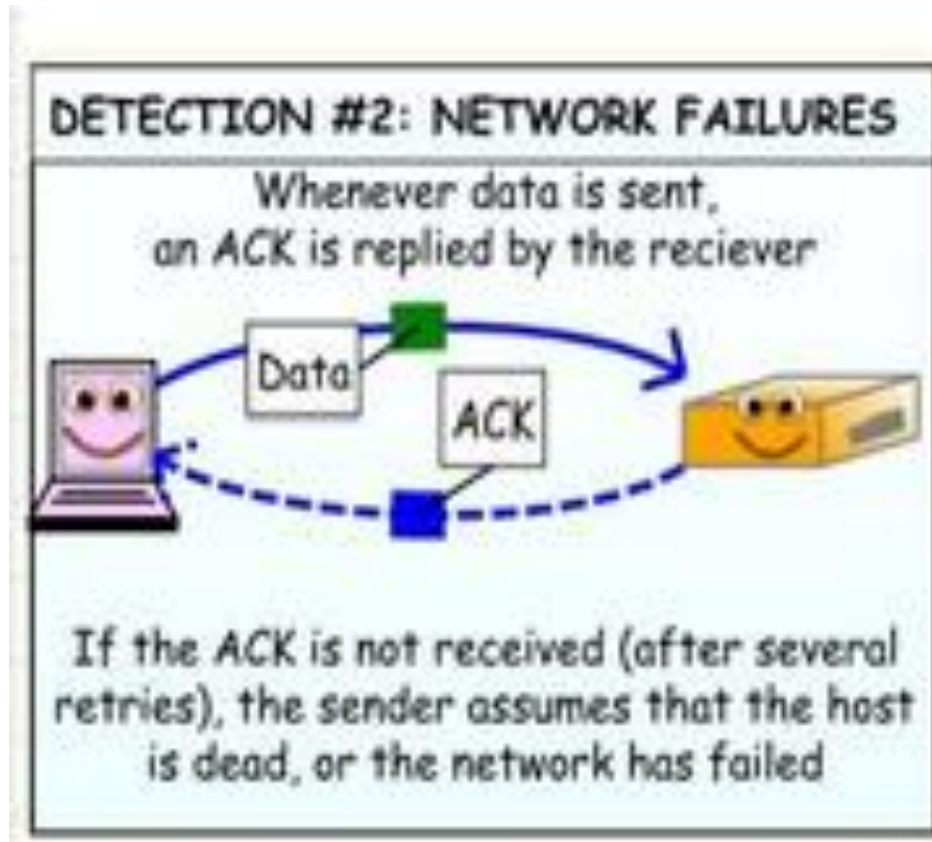 DETECTION #2: NETWORK FAILURES
Whenever data is sent,
an ACK is replied by the reciever
Data
ACK
If the ACK is not received (after several
retries), the sender assumes that the host
is dead, or the network has failed